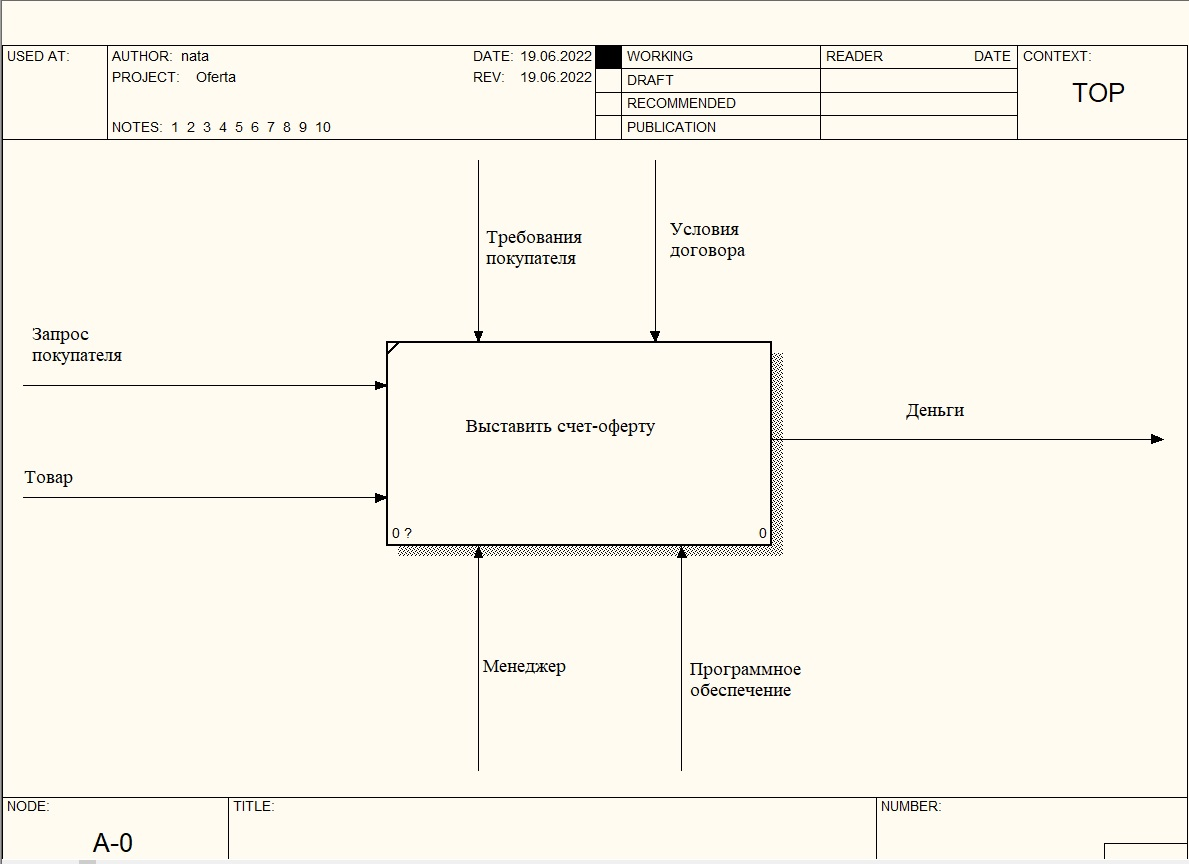 USED AT:
AUTHOR: nata
DATE: 19.06.2022
WORKING
READER
DATE
CONTEXT:
PROJECT: Oferta
REV: 19.06.2022
DRAFT
TOP
RECOMMENDED
NOTES: 1 2 3 4 5 6 7 8 9 10
PUBLICATION
Требования
покупателя
Условия
договора
Запрос
покупателя
Деньги
Выставить счет-оферту
Товар
0 ?
0
Менеджер
Программное
обеспечение
NODE:
TITLE:
NUMBER:
A-0